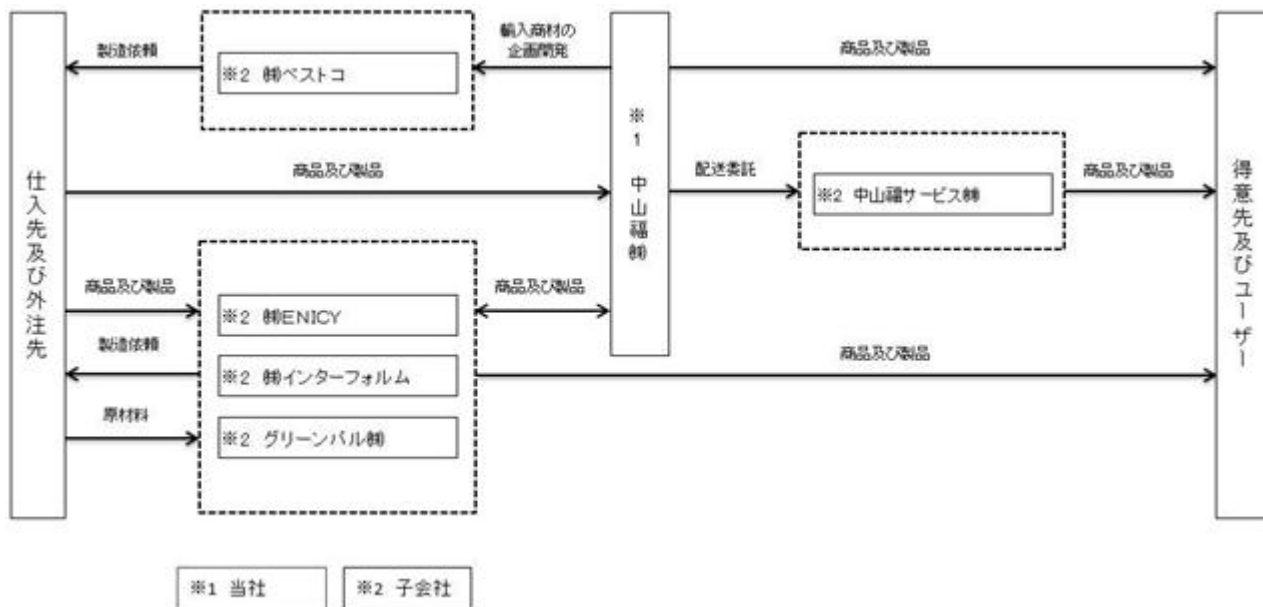 輸入商材の
企画開発
製造依頼
商品及び製品
※2 ㈱ベストコ
※1 中山福㈱
仕入先及び外注先
得意先及びユーザー
商品及び製品
配送委託
商品及び製品
※2 中山福サービス㈱
商品及び製品
商品及び製品
※2 ㈱ENICY
製造依頼
商品及び製品
※2 ㈱インターフォルム
原材料
※2 グリーンパル㈱
※1 当社
※2 子会社